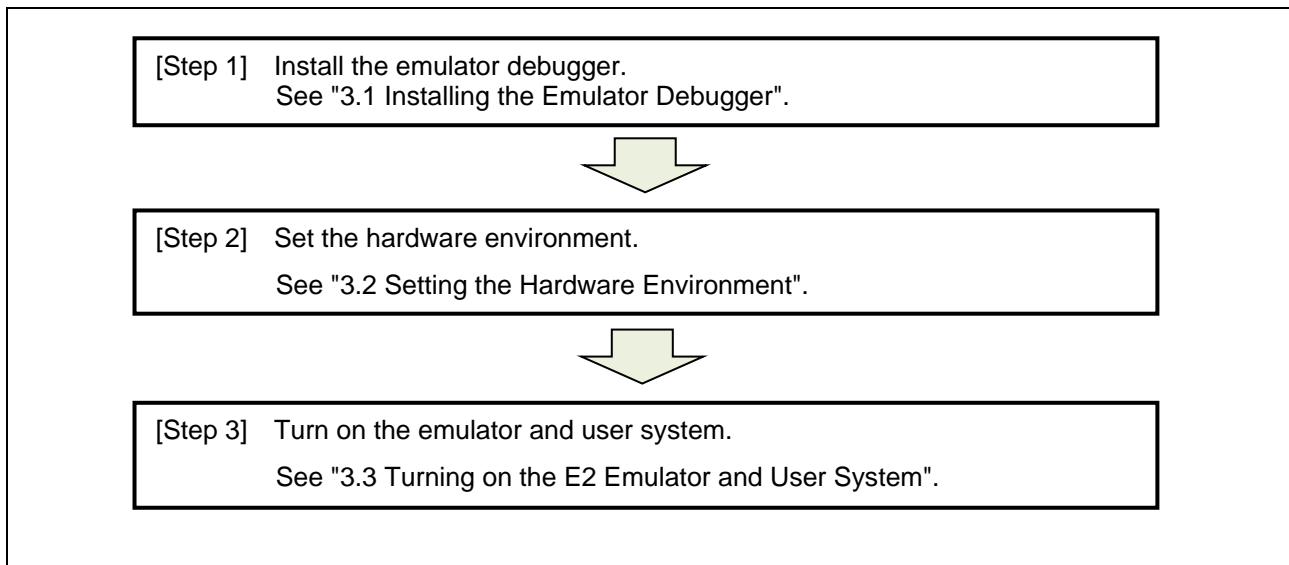 [Step 1] Install the emulator debugger.
See "3.1 Installing the Emulator Debugger".
[Step 2] Set the hardware environment.
See "3.2 Setting the Hardware Environment".
[Step 3] Turn on the emulator and user system.
See "3.3 Turning on the E2 Emulator and User System".